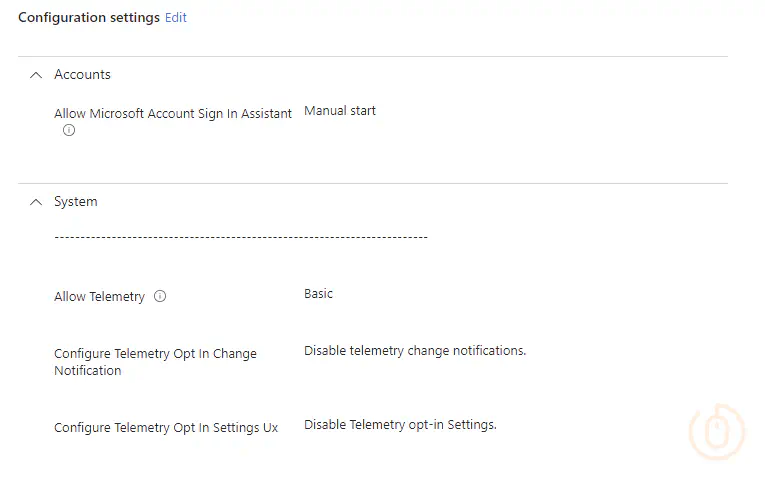 Configuration settings Edit
Accounts
Allow Microsoft Account Sign In Assistant Manual start
System
------------------------------------------------------------------------
Allow Telemetry Basic
Configure Telemetry Opt In Change Disable telemetry change notifications.
Notification
Configure Telemetry Opt In Settings Ux Disable Telemetry opt-in Settings.